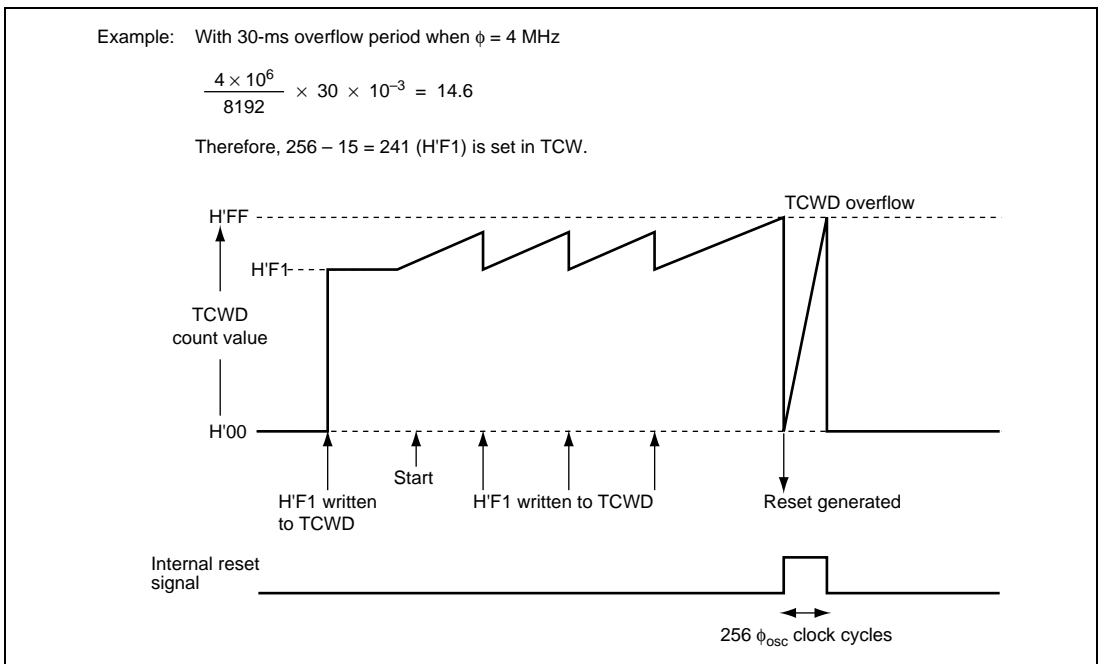 Example: With 30-ms overflow period when ϕ = 4 MHz
4 × 10⁶
8192
× 30 × 10⁻³ = 14.6
Therefore, 256 – 15 = 241 (H'F1) is set in TCW.
TCWD overflow
H'FF
H'F1
TCWD
count value
H'00
Start
H'F1 written
to TCWD
H'F1 written to TCWD
Reset generated
Internal reset
signal
256 ϕosc clock cycles